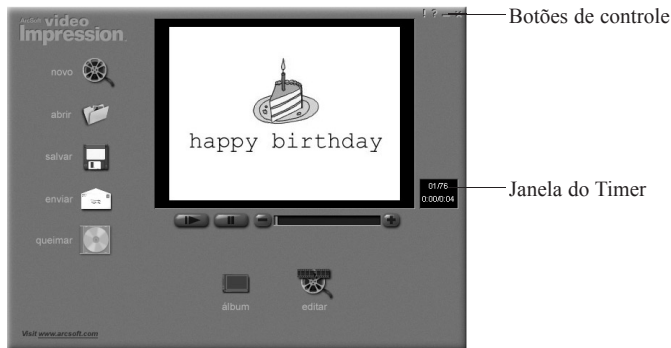 ArcSoft video
Impression
! ? – X
Botões de controle
novo
abrir
happy birthday
salvar
enviar
01/76
0:00/0:04
Janela do Timer
queimar
álbum
editar
Visit www.arcsoft.com